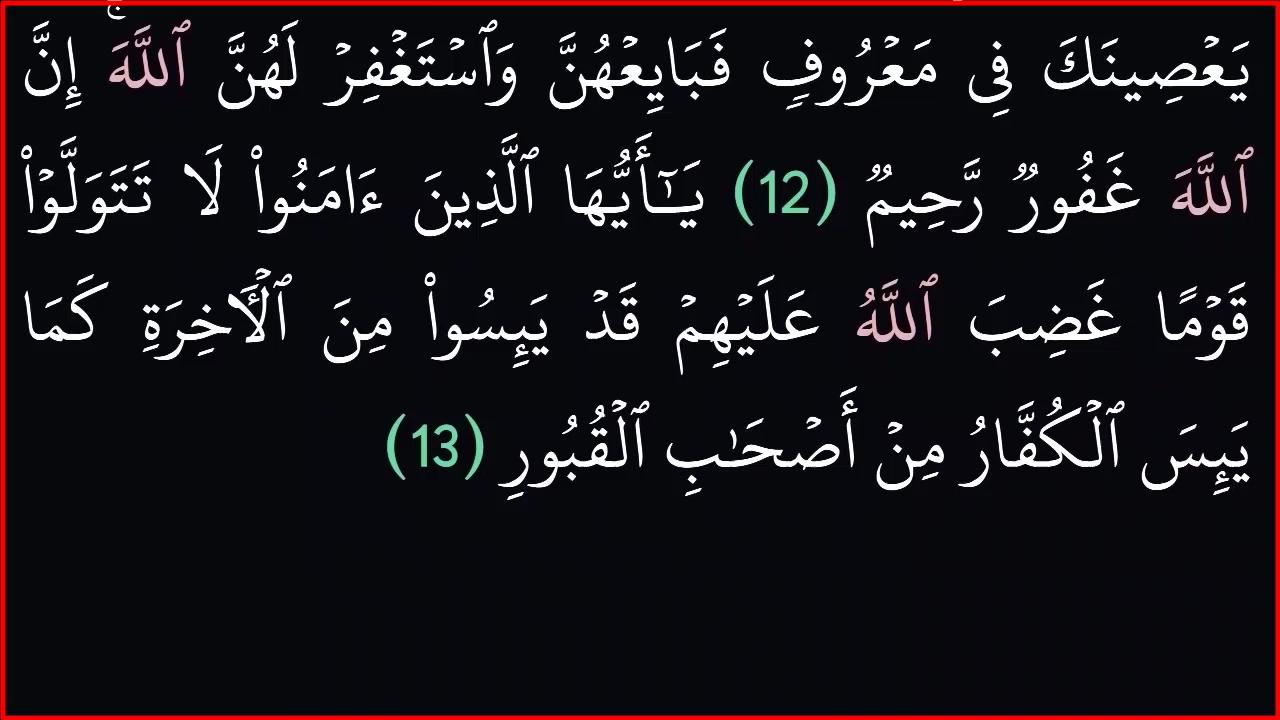 يَعْصِينَكَ فِي مَعْرُوفٍ فَبَايِعْهُنَّ وَٱسْتَغْفِرْ لَهُنَّ ٱللَّهَۚ إِنَّ
ٱللَّهَ غَفُورٌ رَّحِيمٌ (12) يَـٰٓأَيُّهَا ٱلَّذِينَ ءَامَنُوا۟ لَا تَتَوَلَّوْا۟
قَوْمًا غَضِبَ ٱللَّهُ عَلَيْهِمْ قَدْ يَئِسُوا۟ مِنَ ٱلْـَٔاخِرَةِ كَمَا
يَئِسَ ٱلْكُفَّارُ مِنْ أَصْحَـٰبِ ٱلْقُبُورِ (13)